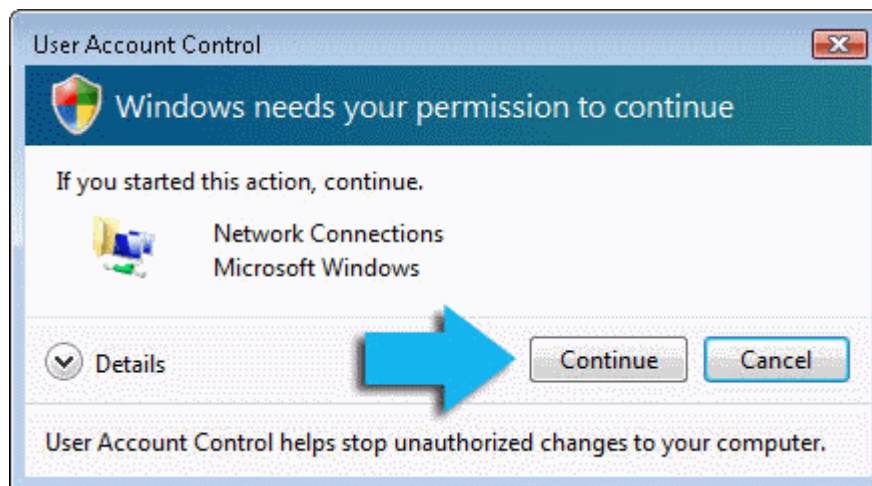 User Account Control
Windows needs your permission to continue
If you started this action, continue.
Network Connections
Microsoft Windows
Details
Continue
Cancel
User Account Control helps stop unauthorized changes to your computer.